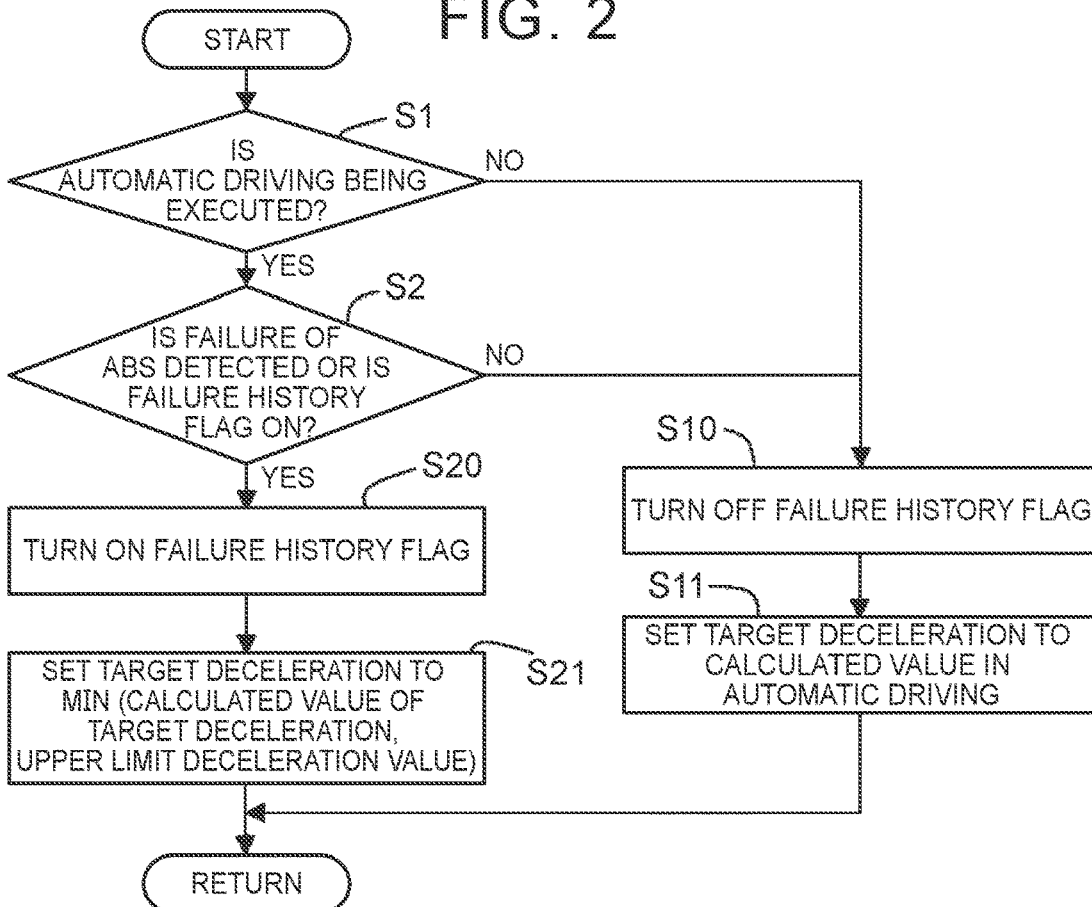 FIG. 2
START
S1
IS
AUTOMATIC DRIVING BEING
EXECUTED?
NO
YES
S2
IS FAILURE OF
ABS DETECTED OR IS
FAILURE HISTORY
FLAG ON?
NO
YES
S20
TURN ON FAILURE HISTORY FLAG
S21
SET TARGET DECELERATION TO
MIN (CALCULATED VALUE OF
TARGET DECELERATION,
UPPER LIMIT DECELERATION VALUE)
S10
TURN OFF FAILURE HISTORY FLAG
S11
SET TARGET DECELERATION TO
CALCULATED VALUE IN
AUTOMATIC DRIVING
RETURN